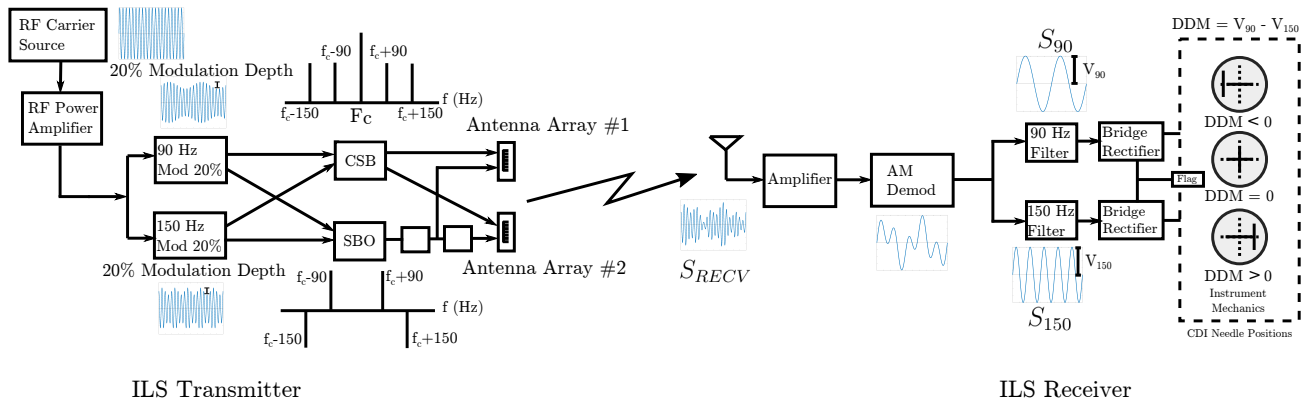 RF Carrier
Source
20% Modulation Depth
RF Power
Amplifier
90 Hz
Mod 20%
150 Hz
Mod 20%
20% Modulation Depth
f_c-90
f_c+90
f (Hz)
f_c-150
Fc
f_c+150
CSB
SBO
Antenna Array #1
Antenna Array #2
f_c-90
f_c+90
f (Hz)
f_c-150
f_c+150
ILS Transmitter
S_RECV
Amplifier
AM
Demod
S_90
V_90
90 Hz
Filter
Bridge
Rectifier
150 Hz
Filter
Bridge
Rectifier
Flag
V_150
S_150
DDM = V_90 - V_150
DDM < 0
DDM = 0
DDM > 0
Instrument
Mechanics
CDI Needle Positions
ILS Receiver